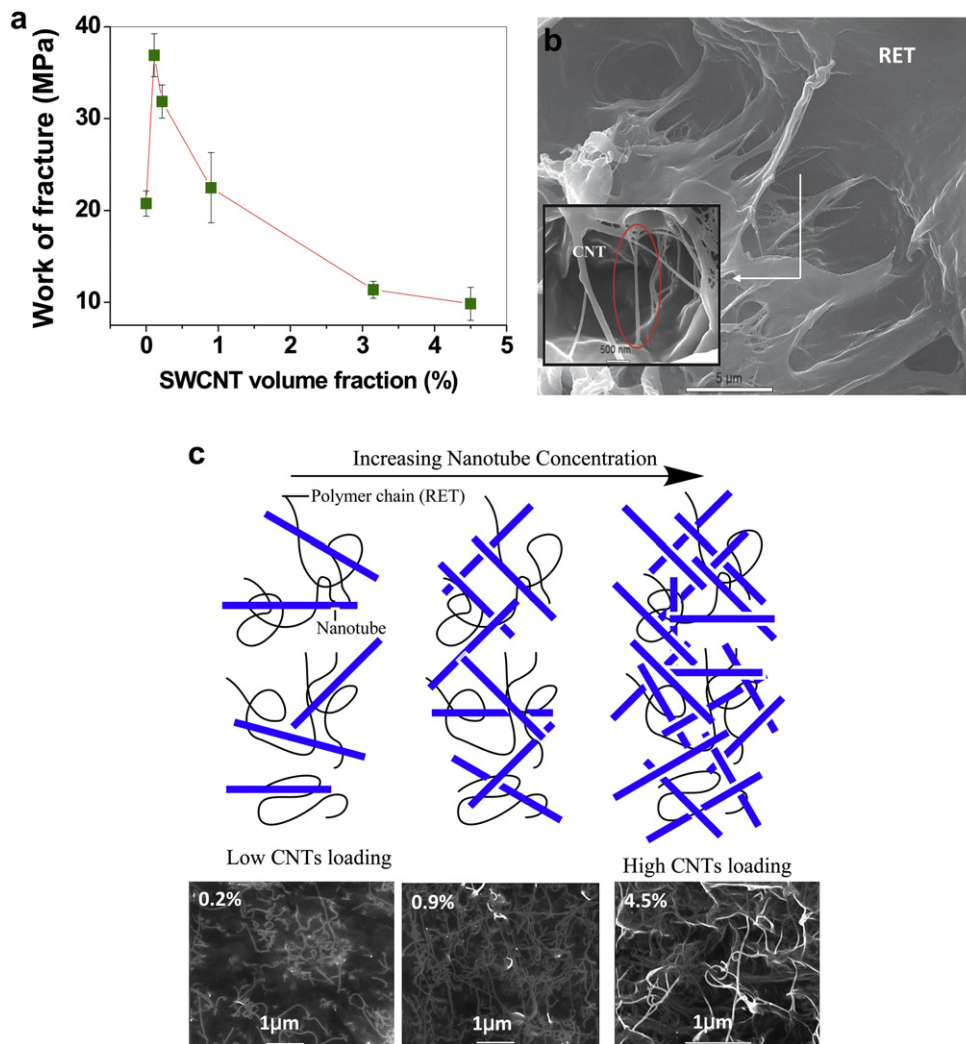 a
40
30
20
10
Work of fracture (MPa)
0 1 2 3 4 5
SWCNT volume fraction (%)
b
RET
CNT
500 nm
5 µm
c
Increasing Nanotube Concentration
Polymer chain (RET)
Nanotube
Low CNTs loading
High CNTs loading
0.2%
0.9%
4.5%
1µm
1µm
1µm